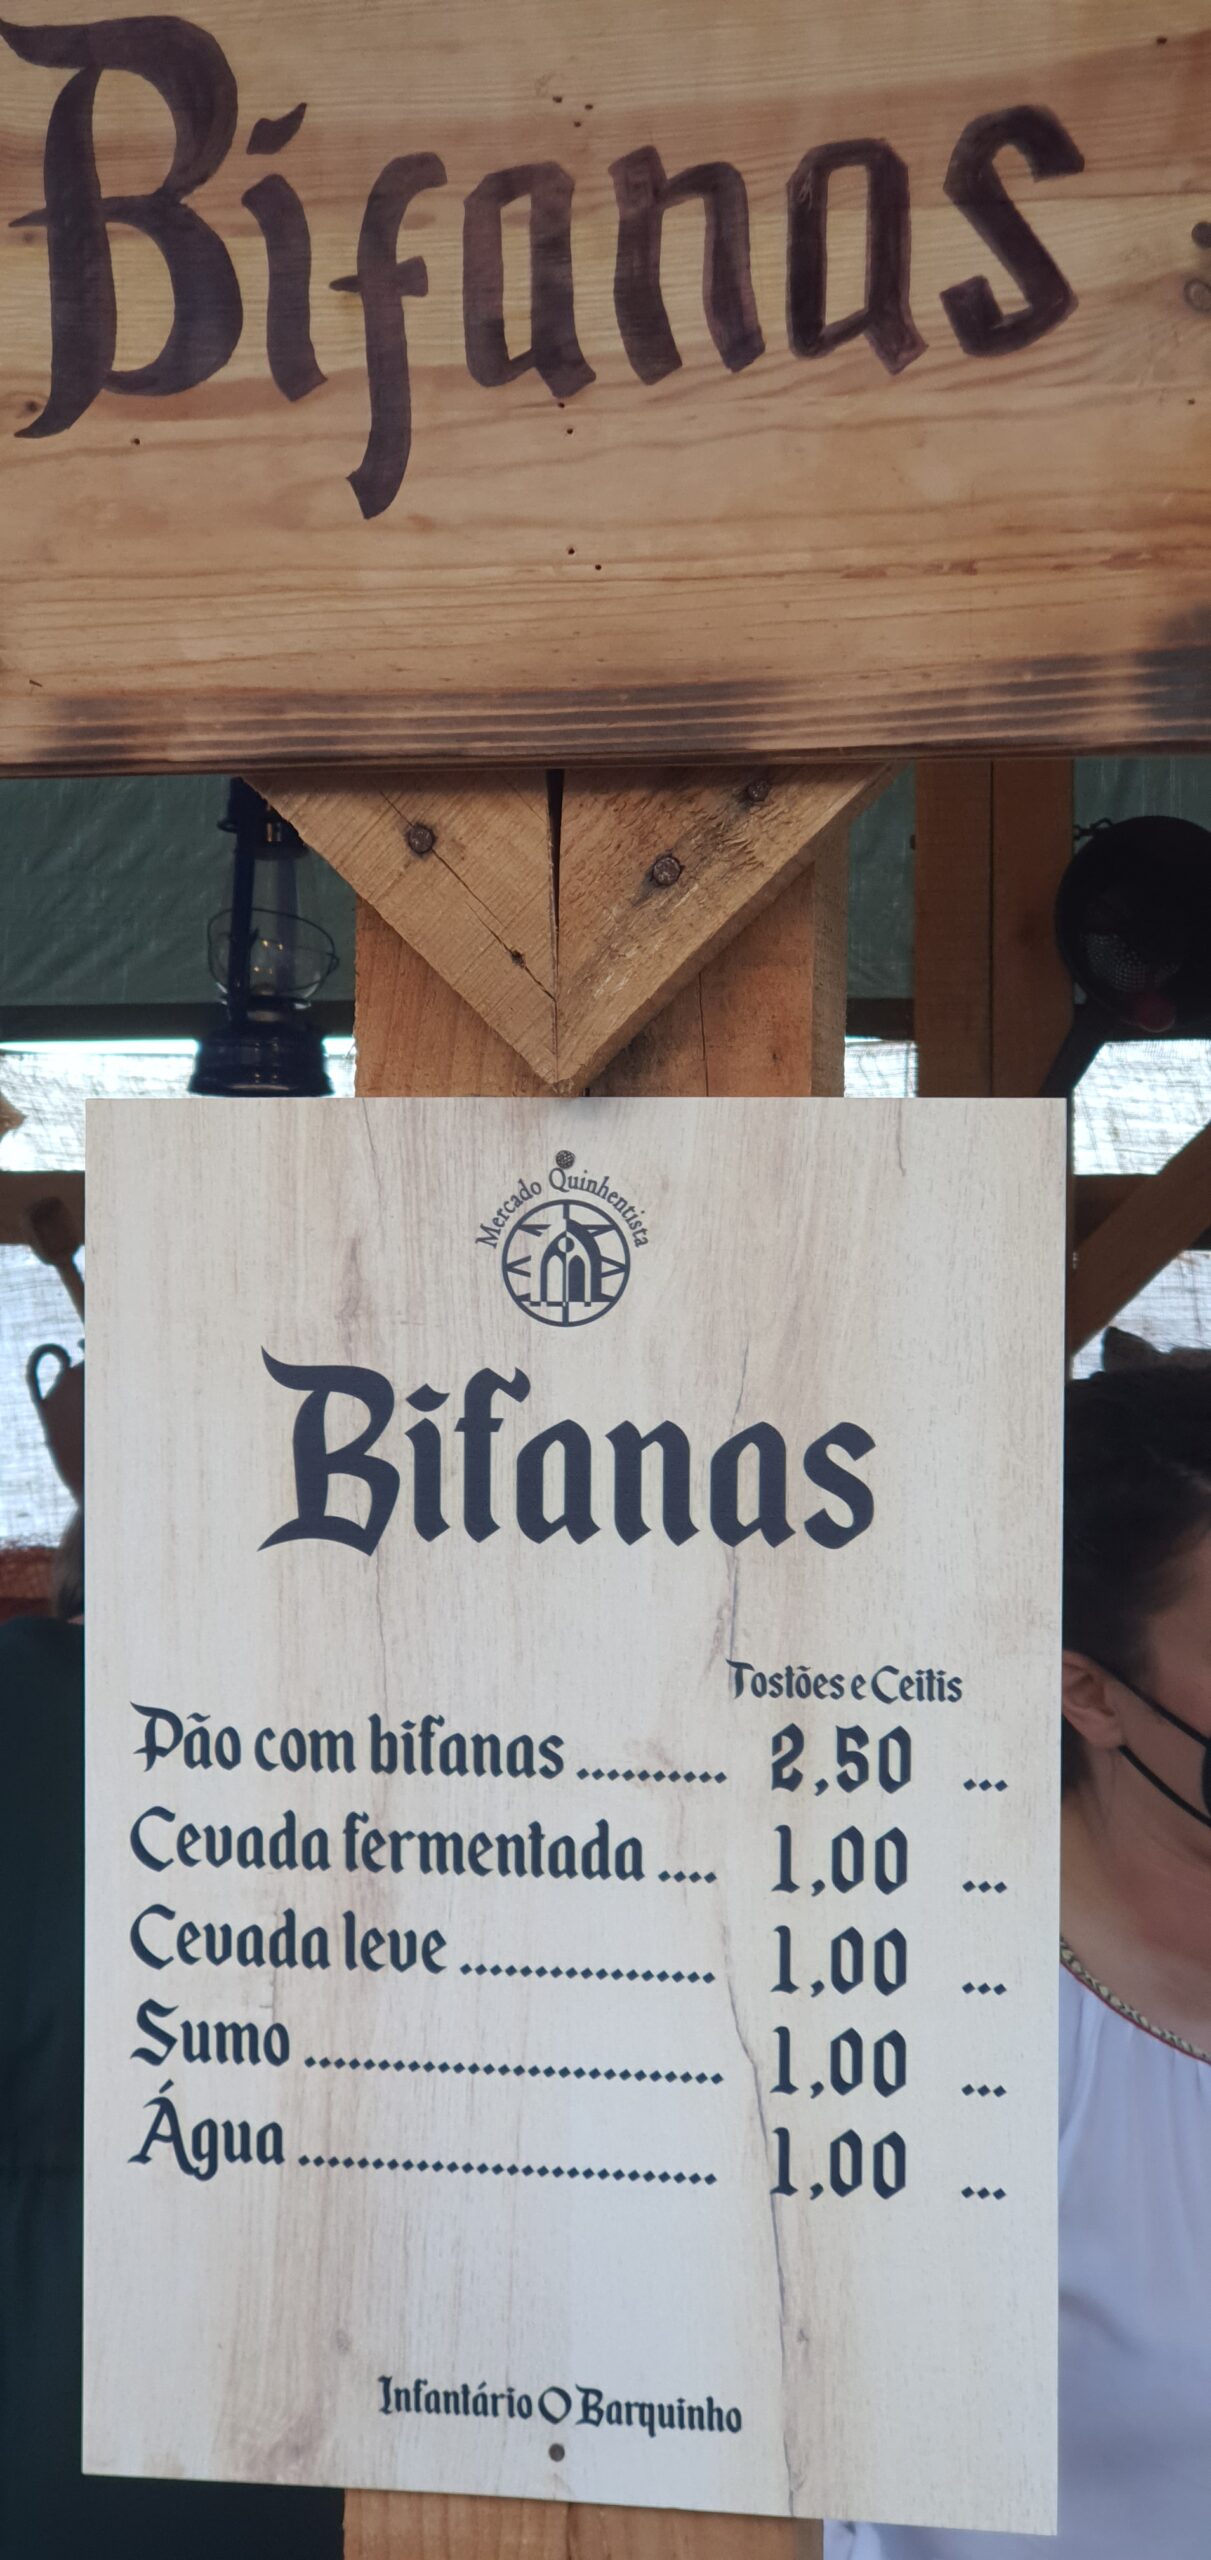 Bifanas
Mercado Quinhentista
Bifanas
Tostões e Ceitis
Pão com bifanas .......... 2,50 ...
Cevada fermentada .... 1,00 ...
Cevada leve ................. 1,00 ...
Sumo ............................ 1,00 ...
Água ............................ 1,00 ...
Infantário O Barquinho